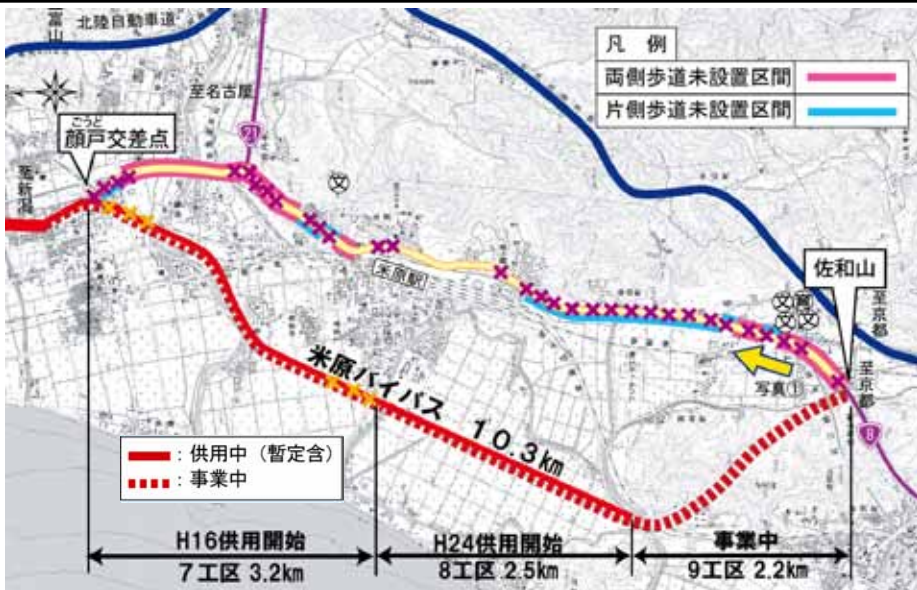 北陸自動車道
至富山
至名古屋
21
凡 例
両側歩道未設置区間
片側歩道未設置区間
ごうど
顔戸交差点
至新潟
文
米原駅
佐和山
文
文文
至京都
至京都
写真①
8
米原バイパス 10.3km
:供用中(暫定含)
:事業中
H16供用開始
7工区 3.2km
H24供用開始
8工区 2.5km
事業中
9工区 2.2km